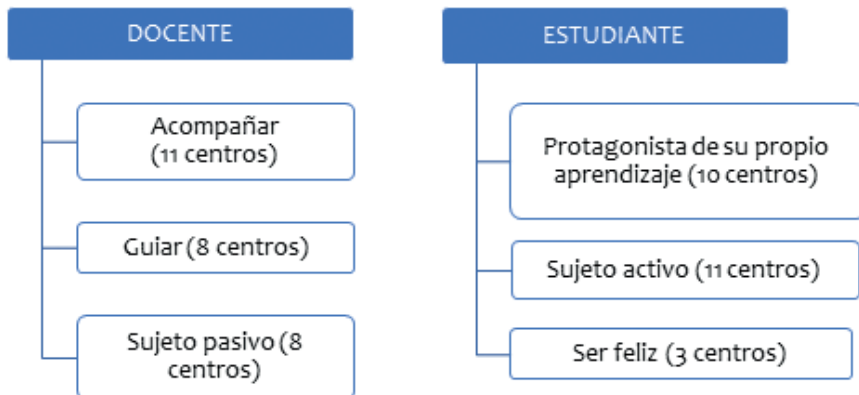 DOCENTE
Acompañar
(11 centros)
Guiar (8 centros)
Sujeto pasivo (8
centros)
ESTUDIANTE
Protagonista de su propio
aprendizaje (10 centros)
Sujeto activo (11 centros)
Ser feliz (3 centros)